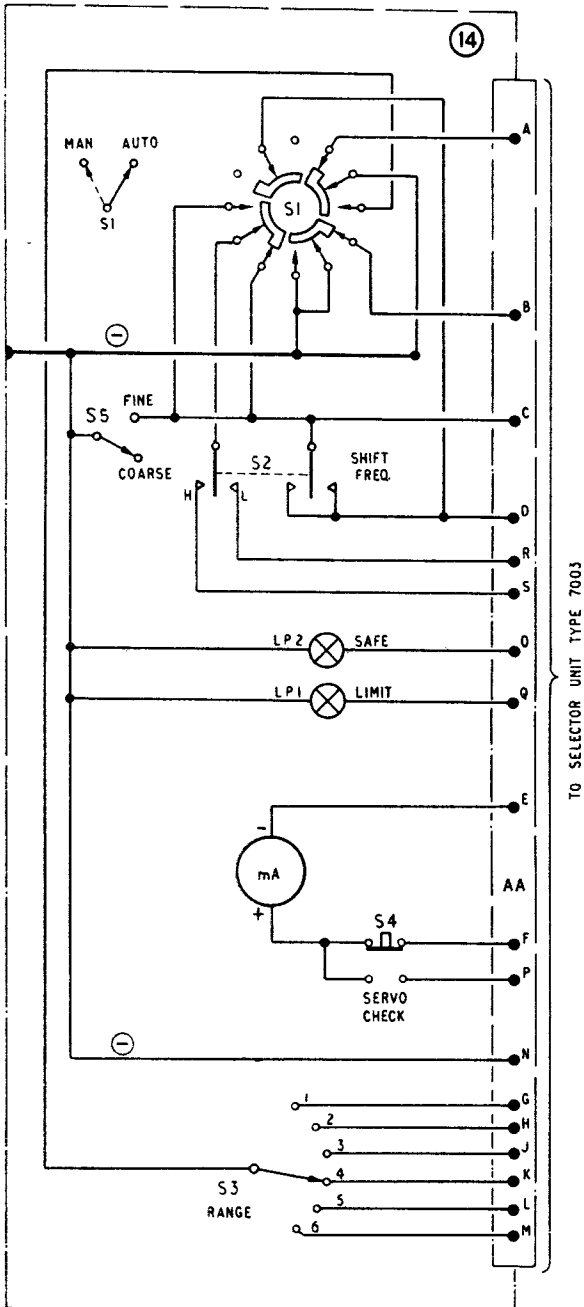 14
MAN AUTO
S1
S1
A
B
FINE
S5
COARSE
C
S2
SHIFT
FREQ.
H
L
D
R
S
LP2 SAFE
O
LP1 LIMIT
Q
E
-
mA
+
AA
S4
F
P
SERVO
CHECK
N
1
G
2
H
3
J
4
K
S3
RANGE
5
L
6
M
TO SELECTOR UNIT TYPE 7003